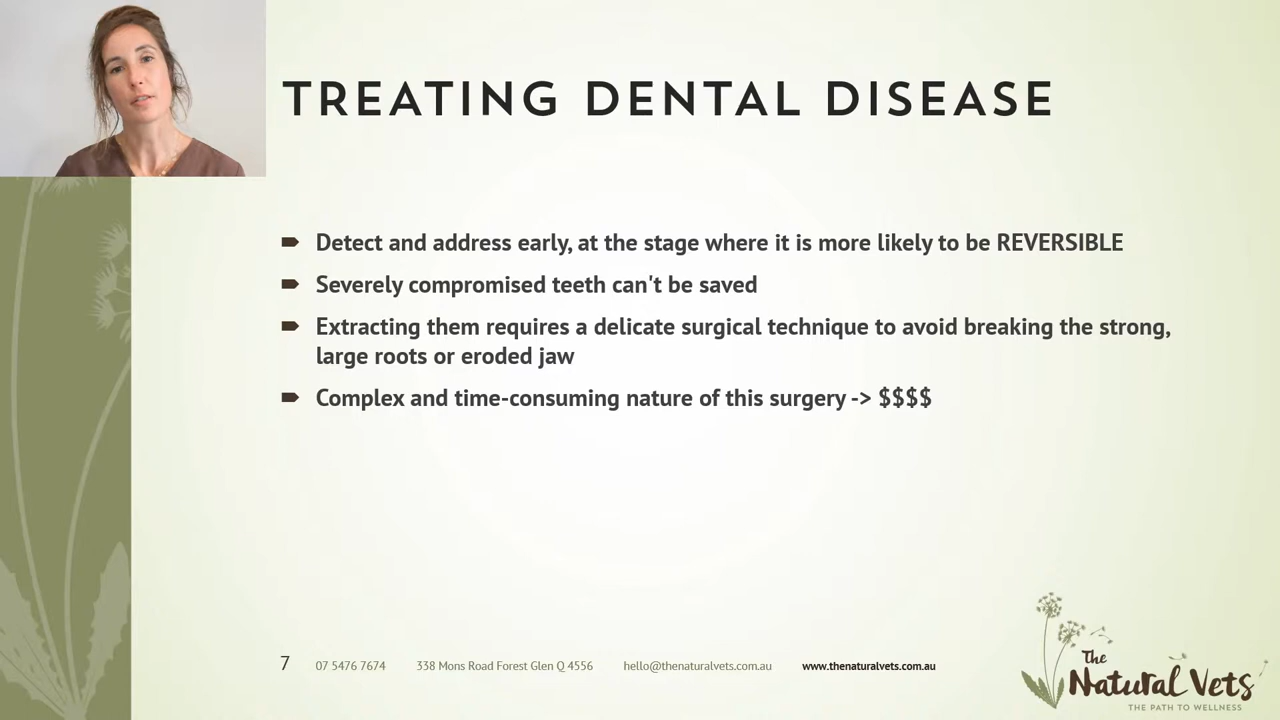 TREATING DENTAL DISEASE
Detect and address early, at the stage where it is more likely to be REVERSIBLE
Severely compromised teeth can't be saved
Extracting them requires a delicate surgical technique to avoid breaking the strong,
large roots or eroded jaw
Complex and time-consuming nature of this surgery -> $$$$
7 07 5476 7674 338 Mons Road Forest Glen Q 4556 hello@thenaturalvets.com.au www.thenaturalvets.com.au
The
Natural Vets
THE PATH TO WELLNESS